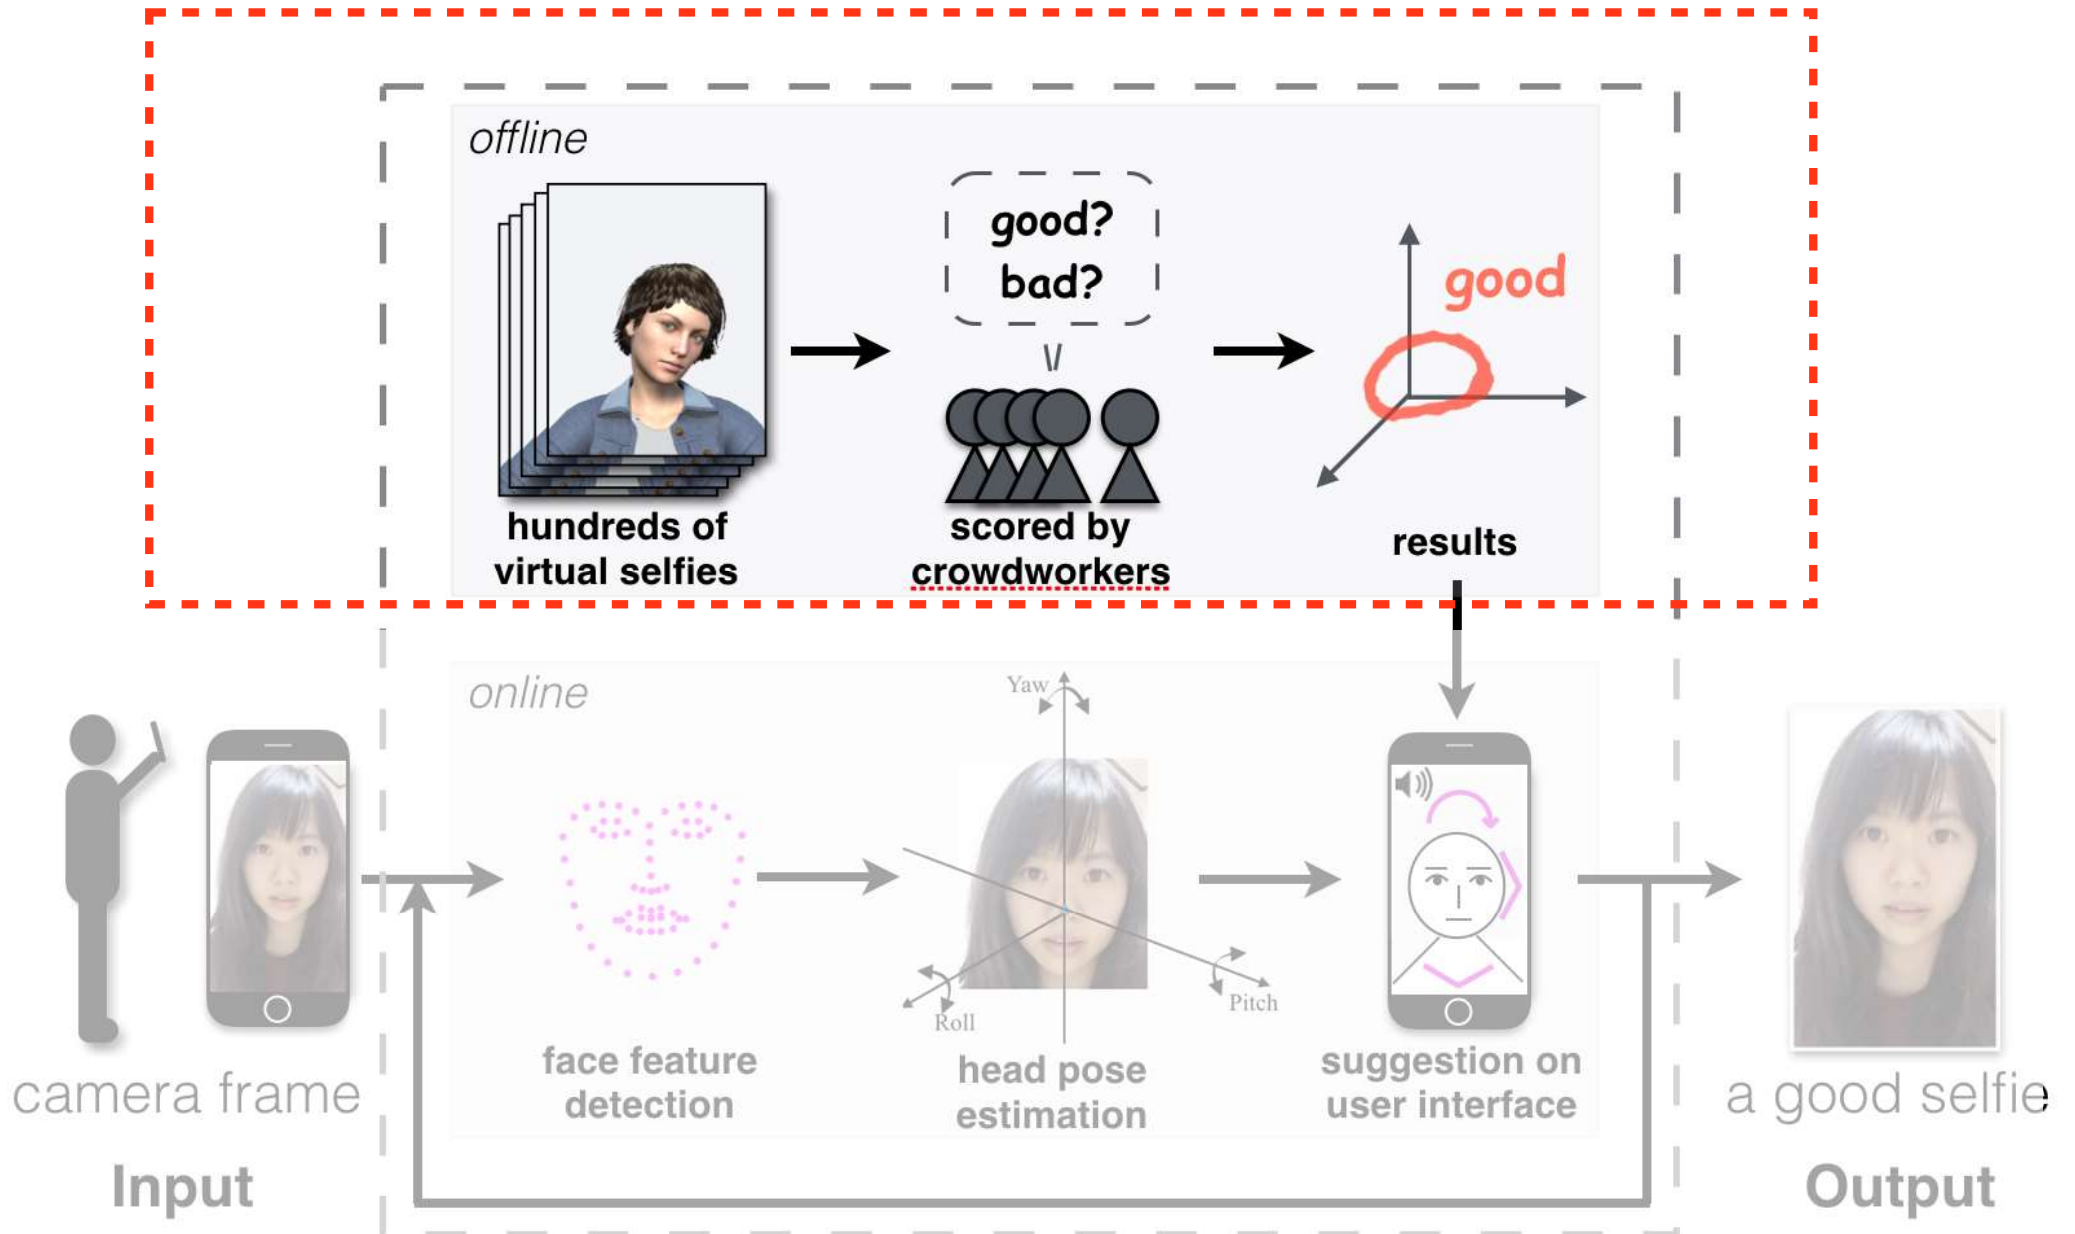 offline
good?
bad?
good
hundreds of
virtual selfies
scored by
crowdworkers
results
online
Yaw
Roll
Pitch
face feature
detection
head pose
estimation
suggestion on
user interface
camera frame
Input
a good selfie
Output